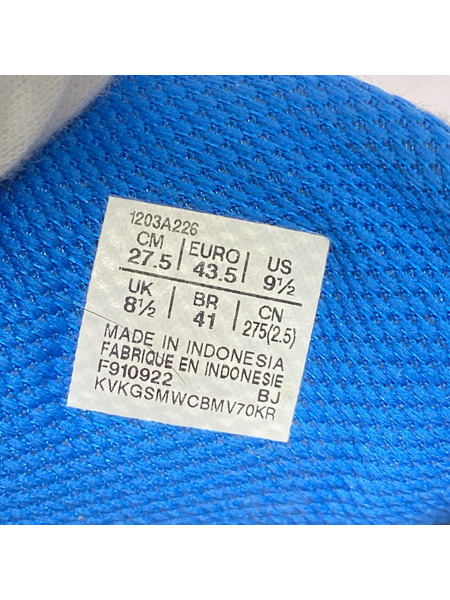 1203A226
CM EURO US
27.5 43.5 9½
UK BR CN
8½ 41 275(2.5)
MADE IN INDONESIA
FABRIQUE EN INDONESIE
F910922 BJ
KVKGSMWCBMV70KR